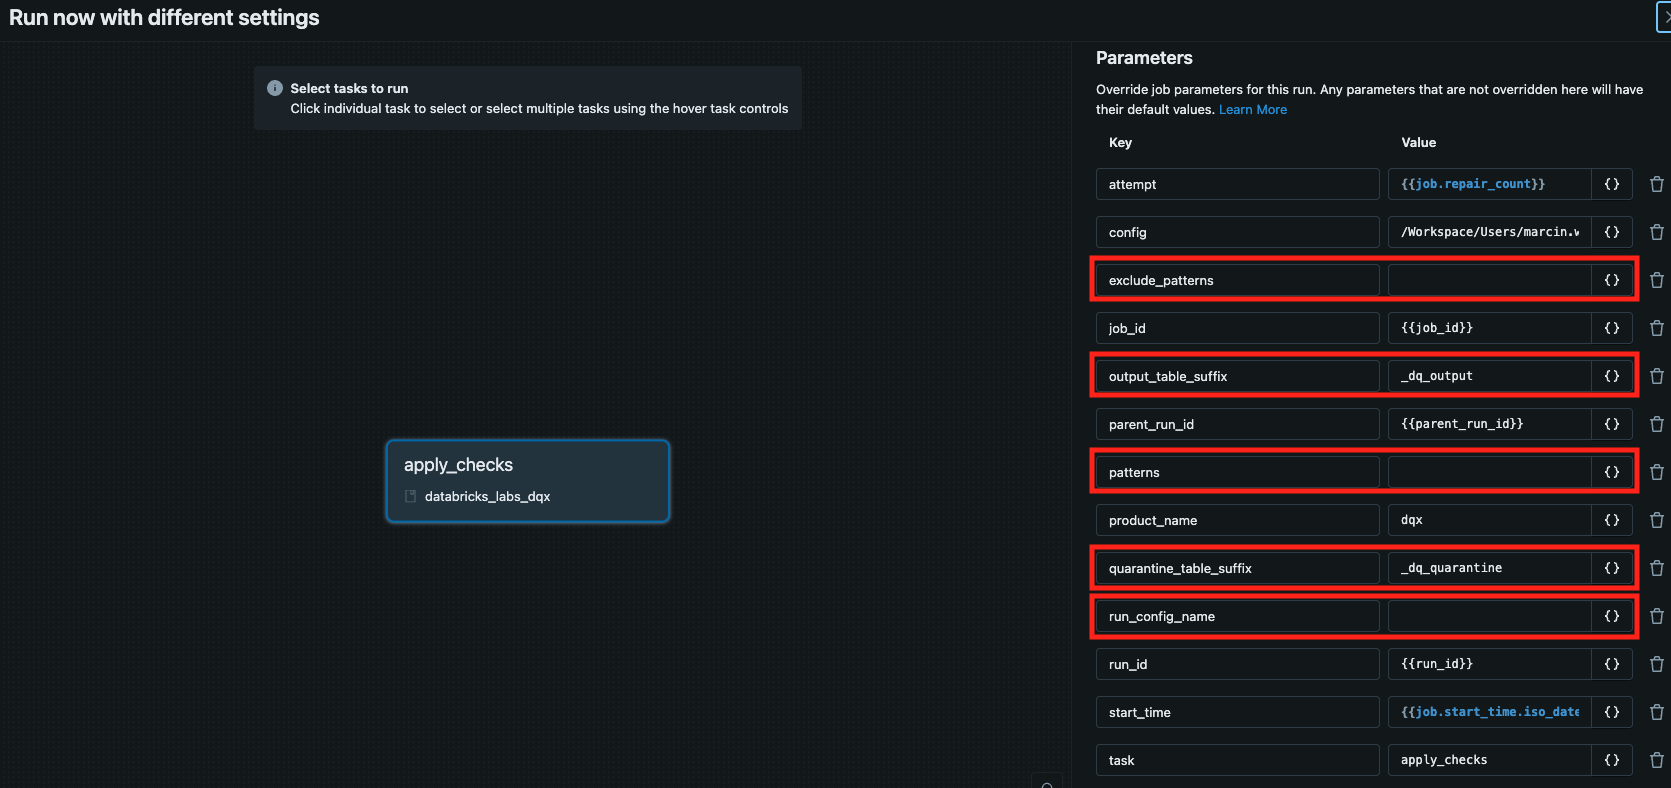 Run now with different settings
Select tasks to run
Click individual task to select or select multiple tasks using the hover task controls
apply_checks
databricks_labs_dqx
Parameters
Override job parameters for this run. Any parameters that are not overridden here will have
their default values. Learn More
Key Value
attempt {{job.repair_count}} {}
config /Workspace/Users/marcin.w {}
exclude_patterns {}
job_id {{job_id}} {}
output_table_suffix _dq_output {}
parent_run_id {{parent_run_id}} {}
patterns {}
product_name dqx {}
quarantine_table_suffix _dq_quarantine {}
run_config_name {}
run_id {{run_id}} {}
start_time {{job.start_time.iso_date {}
task apply_checks {}